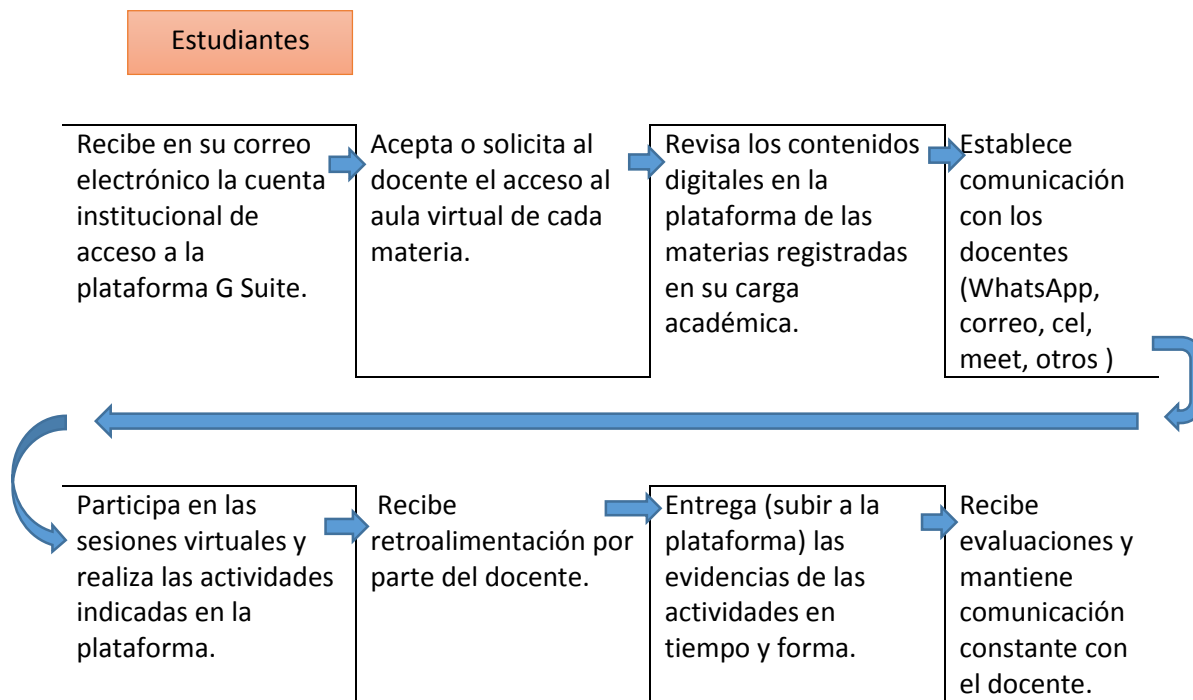 Estudiantes
Recibe en su correo
electrónico la cuenta
institucional de
acceso a la
plataforma G Suite.
Acepta o solicita al
docente el acceso al
aula virtual de cada
materia.
Revisa los contenidos
digitales en la
plataforma de las
materias registradas
en su carga
académica.
Establece
comunicación
con los
docentes
(WhatsApp,
correo, cel,
meet, otros )
Participa en las
sesiones virtuales y
realiza las actividades
indicadas en la
plataforma.
Recibe
retroalimentación por
parte del docente.
Entrega (subir a la
plataforma) las
evidencias de las
actividades en
tiempo y forma.
Recibe
evaluaciones y
mantiene
comunicación
constante con
el docente.